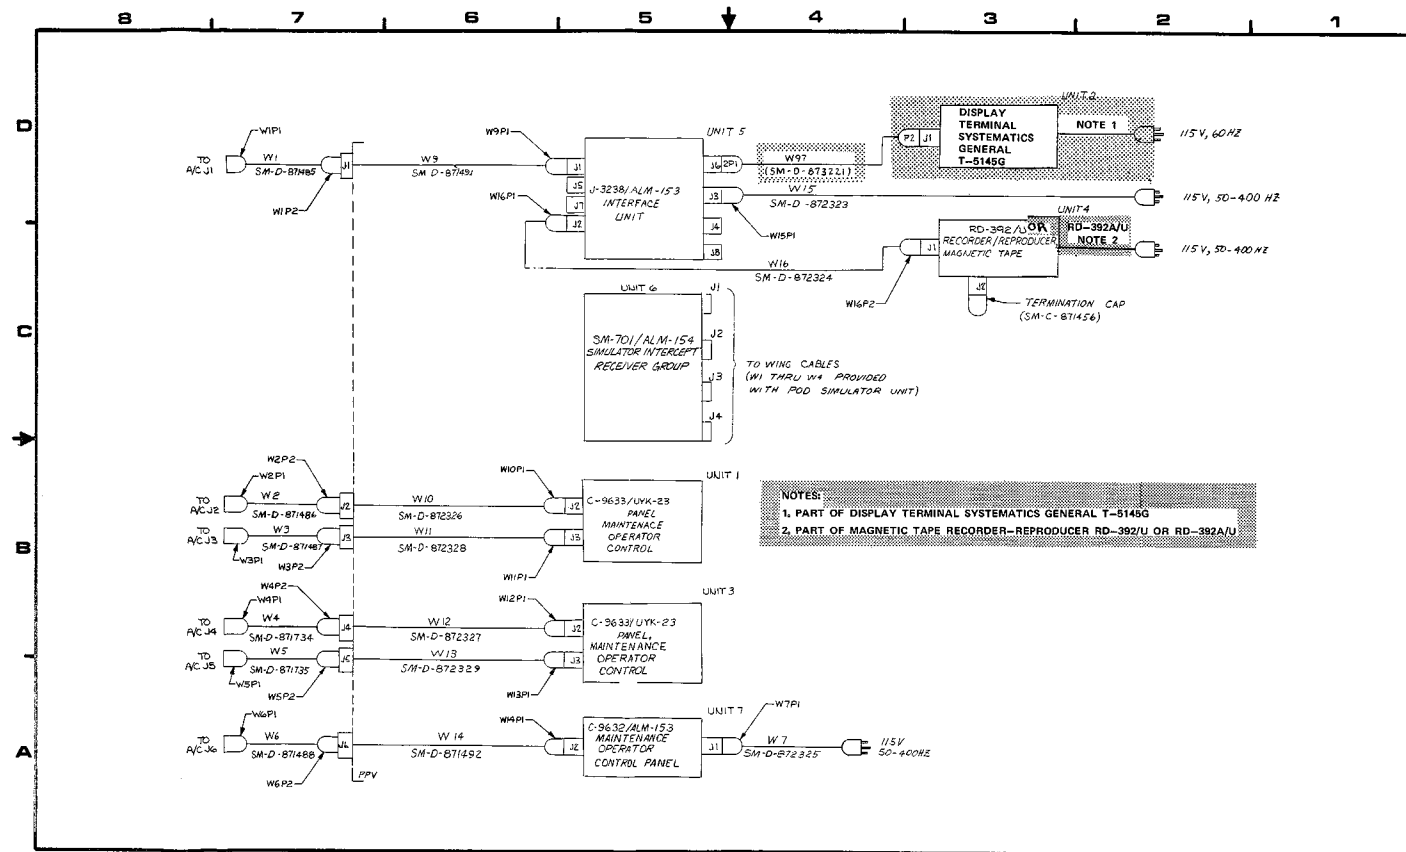 8 7 6 5 4 3 2 1
D
C
B
A
W1P1
TO
A/C J1
W1
SM-D-871485
J1
W1P2
W9
SM-D-871491
W9P1
W16P1
J1
J5
J7
J2
UNIT 5
J-3238/ALM-153
INTERFACE
UNIT
J6
2P1
J3
J4
J8
W15P1
W97
(SM-D-873221)
W15
SM-D-872323
W16
SM-D-872324
UNIT 2
P2
J1
DISPLAY
TERMINAL
SYSTEMATICS
GENERAL
T-5145G
NOTE 1
115V, 60HZ
115V, 50-400 HZ
UNIT 4
RD-392/U OR RD-392A/U
RECORDER/REPRODUCER
MAGNETIC TAPE
NOTE 2
J1
115V, 50-400HZ
W16P2
J2
TERMINATION CAP
(SM-C-871456)
UNIT 6
SM-701/ALM-154
SIMULATOR INTERCEPT
RECEIVER GROUP
J1
J2
J3
J4
TO WING CABLES
(W1 THRU W4 PROVIDED
WITH POD SIMULATOR UNIT)
W2P2
W2P1
TO
A/C J2
W2
SM-D-871486
J2
W10
SM-D-872326
W10P1
J2
UNIT 1
C-9633/UYK-23
PANEL
MAINTENACE
OPERATOR
CONTROL
TO
A/C J3
W3
SM-D-871487
J3
W3P1
W3P2
W11
SM-D-872328
J3
W11P1
NOTES:
1, PART OF DISPLAY TERMINAL SYSTEMATICS GENERAL T-5145G
2, PART OF MAGNETIC TAPE RECORDER-REPRODUCER RD-392/U OR RD-392A/U
W4P2
W4P1
TO
A/C J4
W4
SM-D-871734
J4
W12
SM-D-872327
W12P1
J2
UNIT 3
C-9633/UYK-23
PANEL,
MAINTENANCE
OPERATOR
CONTROL
TO
A/C J5
W5
SM-D-871735
J5
W5P1
W5P2
W13
SM-D-872329
J3
W13P1
W6P1
TO
A/C J6
W6
SM-D-871488
J6
W6P2
PPV
W14
SM-D-871492
W14P1
J2
UNIT 7
C-9632/ALM-153
MAINTENANCE
OPERATOR
CONTROL PANEL
J1
W7P1
W7
SM-D-872325
115V
50-400HZ